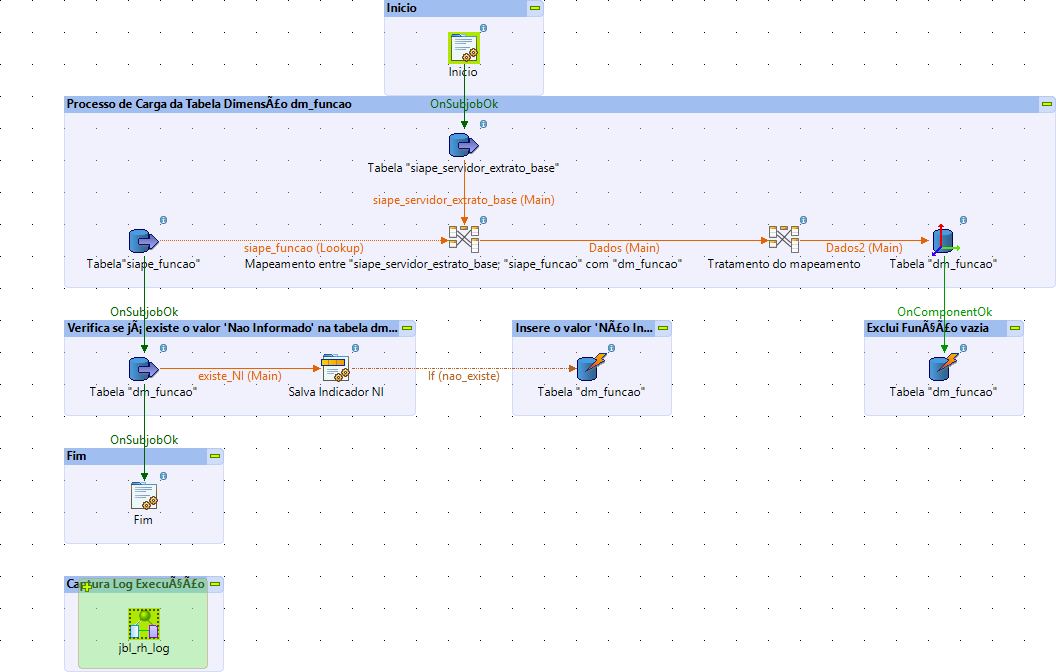 Inicio
Inicio
Processo de Carga da Tabela DimensÃ£o dm_funcao
OnSubjobOk
Tabela "siape_servidor_extrato_base"
siape_servidor_extrato_base (Main)
siape_funcao (Lookup)
Dados (Main)
Dados2 (Main)
Tabela"siape_funcao"
Mapeamento entre "siape_servidor_estrato_base; "siape_funcao" com "dm_funcao"
Tratamento do mapeamento
Tabela "dm_funcao"
OnSubjobOk
OnComponentOk
Verifica se jÃ¡ existe o valor 'Nao Informado' na tabela dm...
Insere o valor 'NÃ£o In...
Exclui FunÃ§Ã£o vazia
existe_NI (Main)
If (nao_existe)
Tabela "dm_funcao"
Salva Indicador NI
Tabela "dm_funcao"
Tabela "dm_funcao"
OnSubjobOk
Fim
Fim
Captura Log ExecuÃ§Ã£o
jbl_rh_log